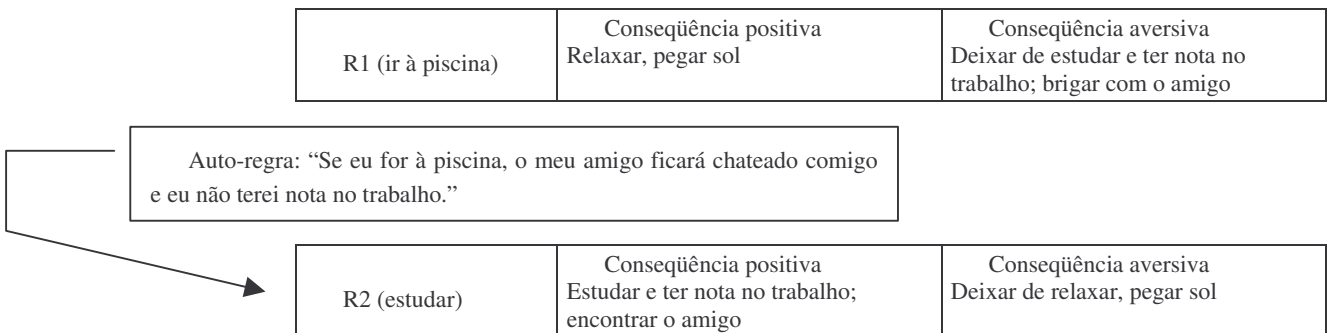 R1 (ir à piscina)
Conseqüência positiva
Relaxar, pegar sol
Conseqüência aversiva
Deixar de estudar e ter nota no
trabalho; brigar com o amigo
Auto-regra: “Se eu for à piscina, o meu amigo ficará chateado comigo
e eu não terei nota no trabalho.”
R2 (estudar)
Conseqüência positiva
Estudar e ter nota no trabalho;
encontrar o amigo
Conseqüência aversiva
Deixar de relaxar, pegar sol